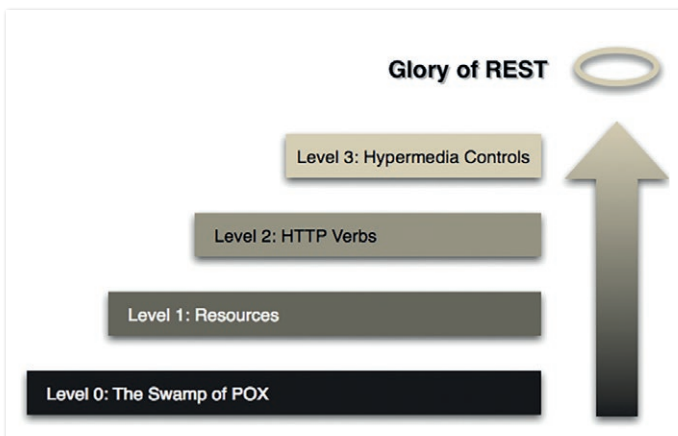 Glory of REST
Level 3: Hypermedia Controls
Level 2: HTTP Verbs
Level 1: Resources
Level 0: The Swamp of POX